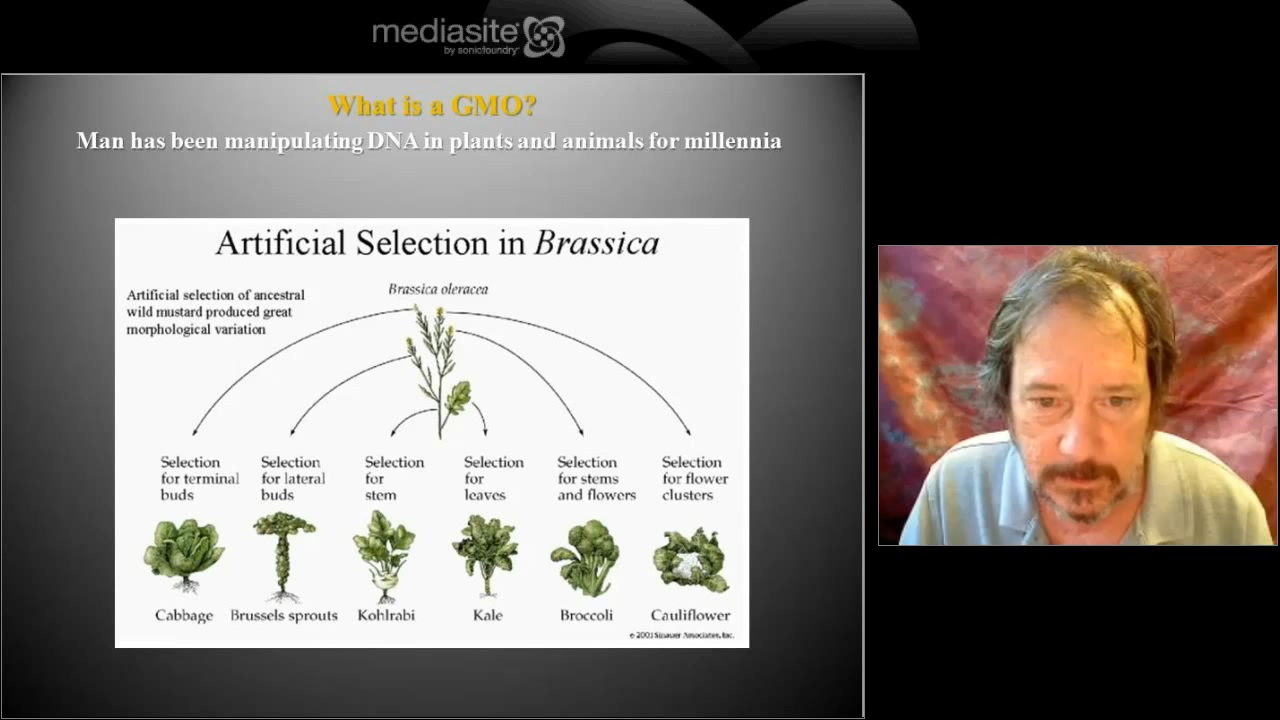 mediasite
by sonicfoundry
What is a GMO?
Man has been manipulating DNA in plants and animals for millennia
Artificial Selection in Brassica
Artificial selection of ancestral
wild mustard produced great
morphological variation
Brassica oleracea
Selection
for terminal
buds
Selection
for lateral
buds
Selection
for
stem
Selection
for
leaves
Selection
for stems
and flowers
Selection
for flower
clusters
Cabbage
Brussels sprouts
Kohlrabi
Kale
Broccoli
Cauliflower
© 2001 Sinauer Associates, Inc.